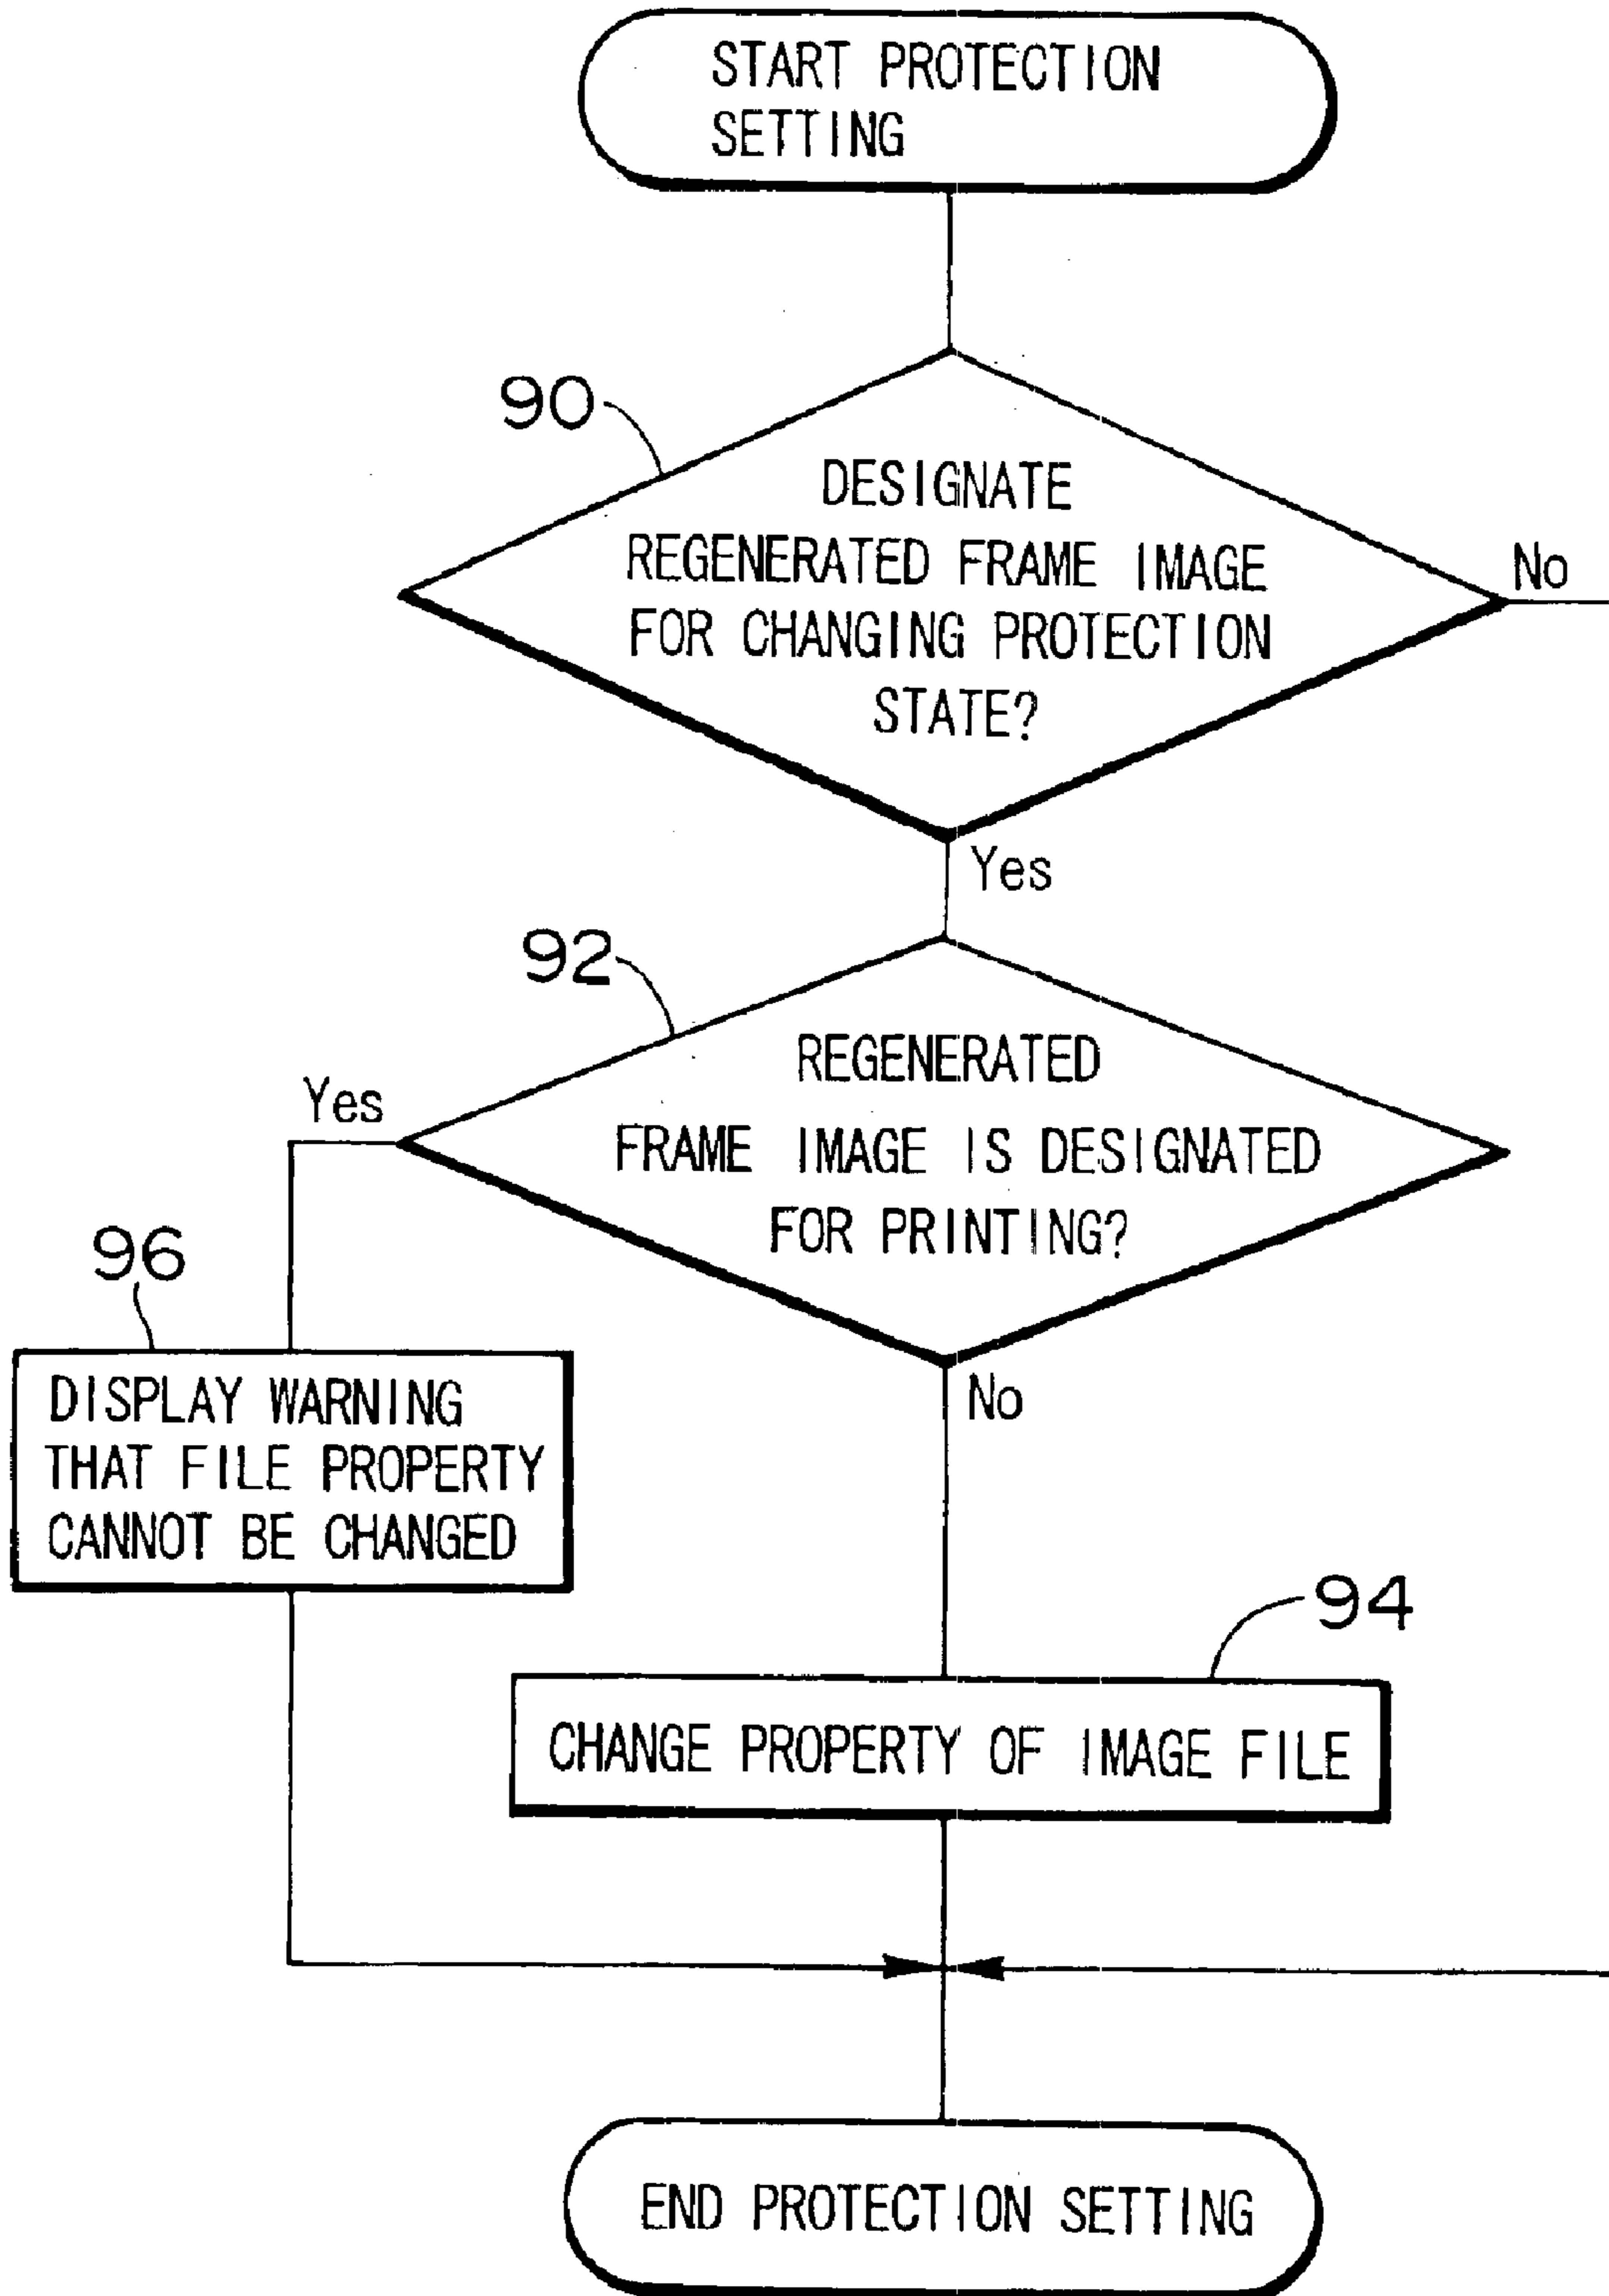 START PROTECTION
SETTING
90
DESIGNATE
REGENERATED FRAME IMAGE
FOR CHANGING PROTECTION
STATE?
No
Yes
92
REGENERATED
FRAME IMAGE IS DESIGNATED
FOR PRINTING?
Yes
96
DISPLAY WARNING
THAT FILE PROPERTY
CANNOT BE CHANGED
No
94
CHANGE PROPERTY OF IMAGE FILE
END PROTECTION SETTING